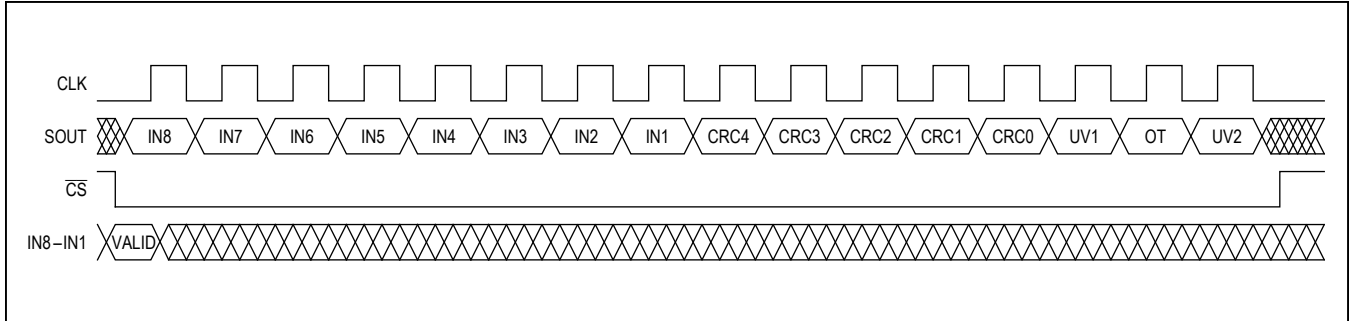 CLK
SOUT IN8 IN7 IN6 IN5 IN4 IN3 IN2 IN1 CRC4 CRC3 CRC2 CRC1 CRC0 UV1 OT UV2
CS
IN8–IN1 VALID